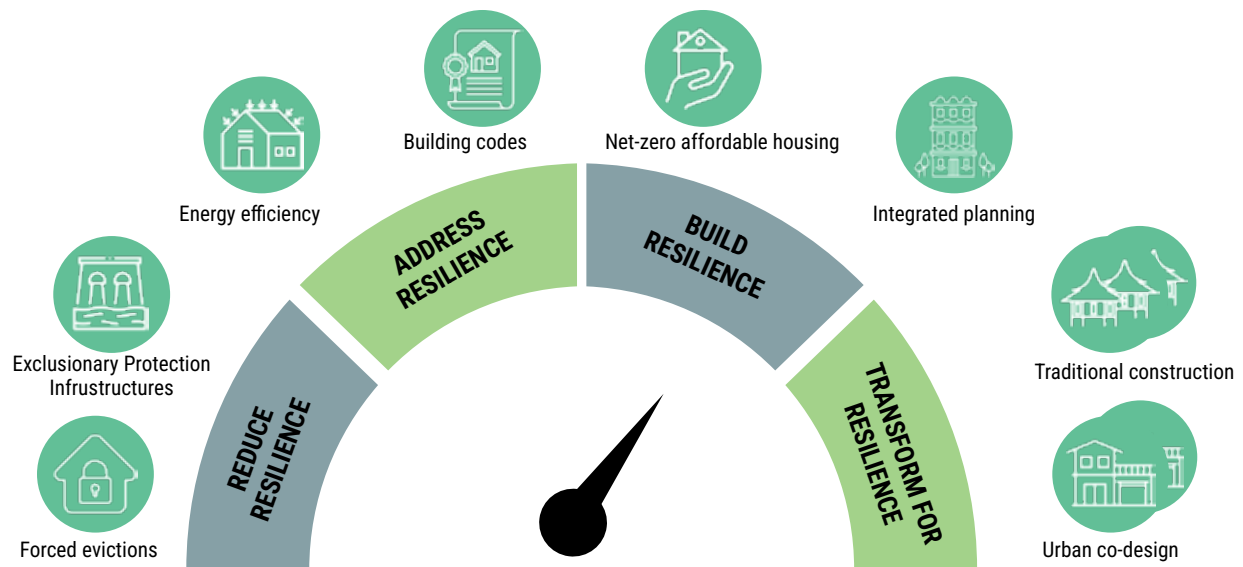 Building codes
Net-zero affordable housing
Energy efficiency
Integrated planning
ADDRESS
RESILIENCE
BUILD
RESILIENCE
Exclusionary Protection
Infrustructures
Traditional construction
REDUCE
RESILIENCE
TRANSFORM FOR
RESILIENCE
Forced evictions
Urban co-design